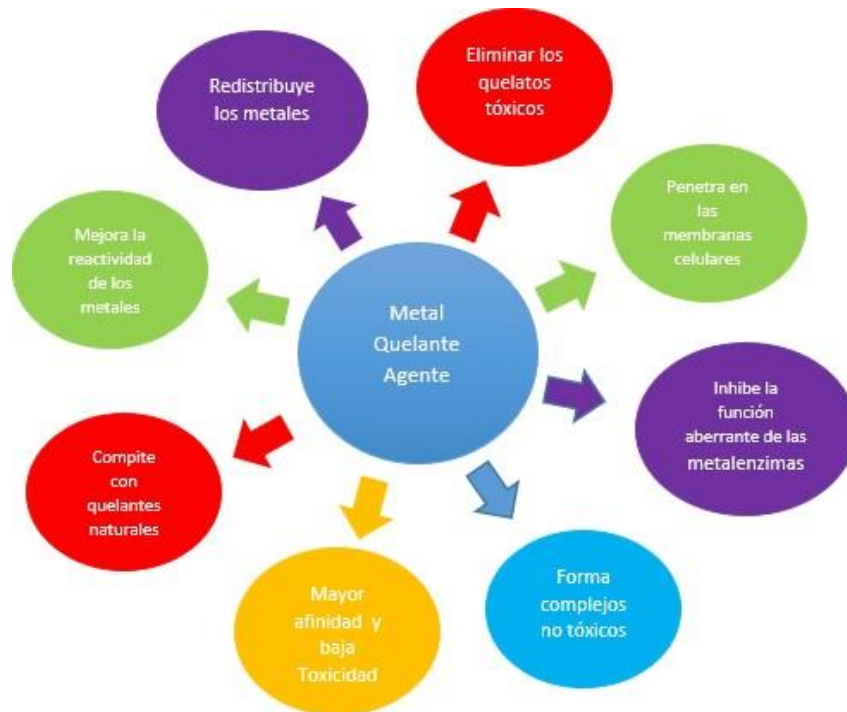 Eliminar los
quelatos
tóxicos
Redistribuye
los metales
Penetra en
las
membranas
celulares
Mejora la
reactividad
de los
metales
Metal
Quelante
Agente
Inhibe la
función
aberrante de las
metalenzimas
Compite
con
quelantes
naturales
Forma
complejos
no tóxicos
Mayor
afinidad y
baja
Toxicidad